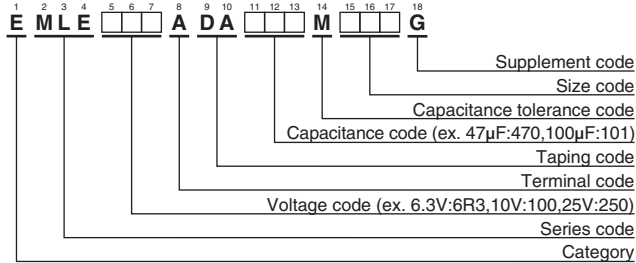 1 2 3 4 5 6 7 8 9 10 11 12 13 14 15 16 17 18
E MLE A DA M G
Supplement code
Size code
Capacitance tolerance code
Capacitance code (ex. 47μF:470,100μF:101)
Taping code
Terminal code
Voltage code (ex. 6.3V:6R3,10V:100,25V:250)
Series code
Category